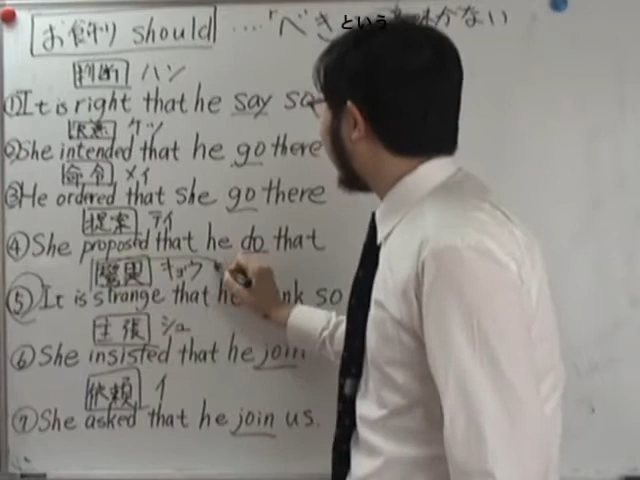 お飾り should …「べき という 意味がない
判断 ハン
①It is right that he say so
決意 ケツ
②She intended that he go there
命令 メイ
③He ordered that she go there
提案 テイ
④She proposed that he do that
驚異 キョウ
⑤It is strange that he nk so
主張 シュ
⑥She insisted that he join
依頼 イ
⑦She asked that he join us.